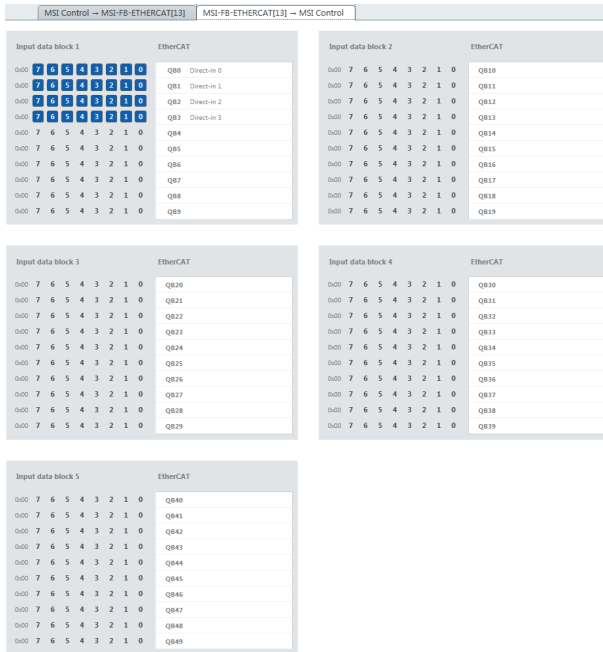 MSI Control → MSI-FB-ETHERCAT[13] MSI-FB-ETHERCAT[13] → MSI Control
Input data block 1 EtherCAT
0x00 7 6 5 4 3 2 1 0 QB0 Direct-in 0
0x00 7 6 5 4 3 2 1 0 QB1 Direct-in 1
0x00 7 6 5 4 3 2 1 0 QB2 Direct-in 2
0x00 7 6 5 4 3 2 1 0 QB3 Direct-in 3
0x00 7 6 5 4 3 2 1 0 QB4
0x00 7 6 5 4 3 2 1 0 QB5
0x00 7 6 5 4 3 2 1 0 QB6
0x00 7 6 5 4 3 2 1 0 QB7
0x00 7 6 5 4 3 2 1 0 QB8
0x00 7 6 5 4 3 2 1 0 QB9
Input data block 2 EtherCAT
0x00 7 6 5 4 3 2 1 0 QB10
0x00 7 6 5 4 3 2 1 0 QB11
0x00 7 6 5 4 3 2 1 0 QB12
0x00 7 6 5 4 3 2 1 0 QB13
0x00 7 6 5 4 3 2 1 0 QB14
0x00 7 6 5 4 3 2 1 0 QB15
0x00 7 6 5 4 3 2 1 0 QB16
0x00 7 6 5 4 3 2 1 0 QB17
0x00 7 6 5 4 3 2 1 0 QB18
0x00 7 6 5 4 3 2 1 0 QB19
Input data block 3 EtherCAT
0x00 7 6 5 4 3 2 1 0 QB20
0x00 7 6 5 4 3 2 1 0 QB21
0x00 7 6 5 4 3 2 1 0 QB22
0x00 7 6 5 4 3 2 1 0 QB23
0x00 7 6 5 4 3 2 1 0 QB24
0x00 7 6 5 4 3 2 1 0 QB25
0x00 7 6 5 4 3 2 1 0 QB26
0x00 7 6 5 4 3 2 1 0 QB27
0x00 7 6 5 4 3 2 1 0 QB28
0x00 7 6 5 4 3 2 1 0 QB29
Input data block 4 EtherCAT
0x00 7 6 5 4 3 2 1 0 QB30
0x00 7 6 5 4 3 2 1 0 QB31
0x00 7 6 5 4 3 2 1 0 QB32
0x00 7 6 5 4 3 2 1 0 QB33
0x00 7 6 5 4 3 2 1 0 QB34
0x00 7 6 5 4 3 2 1 0 QB35
0x00 7 6 5 4 3 2 1 0 QB36
0x00 7 6 5 4 3 2 1 0 QB37
0x00 7 6 5 4 3 2 1 0 QB38
0x00 7 6 5 4 3 2 1 0 QB39
Input data block 5 EtherCAT
0x00 7 6 5 4 3 2 1 0 QB40
0x00 7 6 5 4 3 2 1 0 QB41
0x00 7 6 5 4 3 2 1 0 QB42
0x00 7 6 5 4 3 2 1 0 QB43
0x00 7 6 5 4 3 2 1 0 QB44
0x00 7 6 5 4 3 2 1 0 QB45
0x00 7 6 5 4 3 2 1 0 QB46
0x00 7 6 5 4 3 2 1 0 QB47
0x00 7 6 5 4 3 2 1 0 QB48
0x00 7 6 5 4 3 2 1 0 QB49